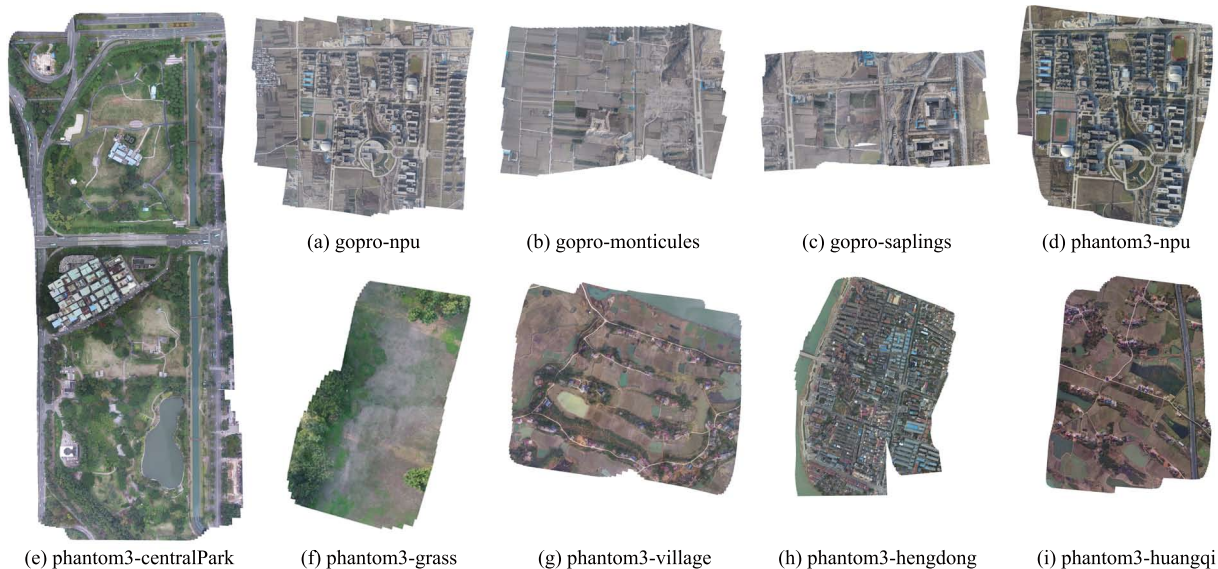 (a) gopro-npu
(b) gopro-monticules
(c) gopro-saplings
(d) phantom3-npu
(e) phantom3-centralPark
(f) phantom3-grass
(g) phantom3-village
(h) phantom3-hengdong
(i) phantom3-huangqi